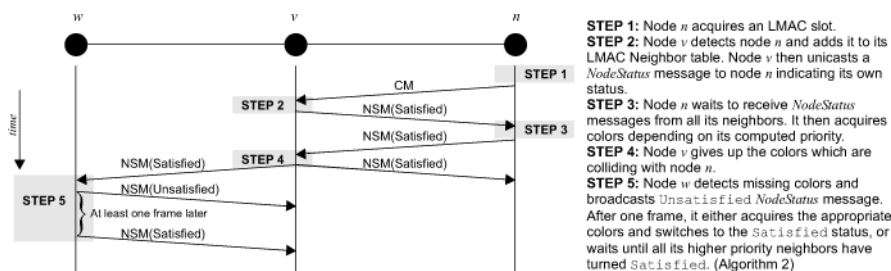 w
v
n
STEP 1
CM
STEP 2
NSM(Satisfied)
STEP 3
NSM(Satisfied)
STEP 4
NSM(Satisfied)
NSM(Satisfied)
time
NSM(Unsatisfied)
STEP 5
At least one frame later
NSM(Satisfied)
STEP 1: Node n acquires an LMAC slot.
STEP 2: Node v detects node n and adds it to its
LMAC Neighbor table. Node v then unicasts a
NodeStatus message to node n indicating its own
status.
STEP 3: Node n waits to receive NodeStatus
messages from all its neighbors. It then acquires
colors depending on its computed priority.
STEP 4: Node v gives up the colors which are
colliding with node n.
STEP 5: Node w detects missing colors and
broadcasts Unsatisfied NodeStatus message.
After one frame, it either acquires the appropriate
colors and switches to the Satisfied status, or
waits until all its higher priority neighbors have
turned Satisfied. (Algorithm 2)